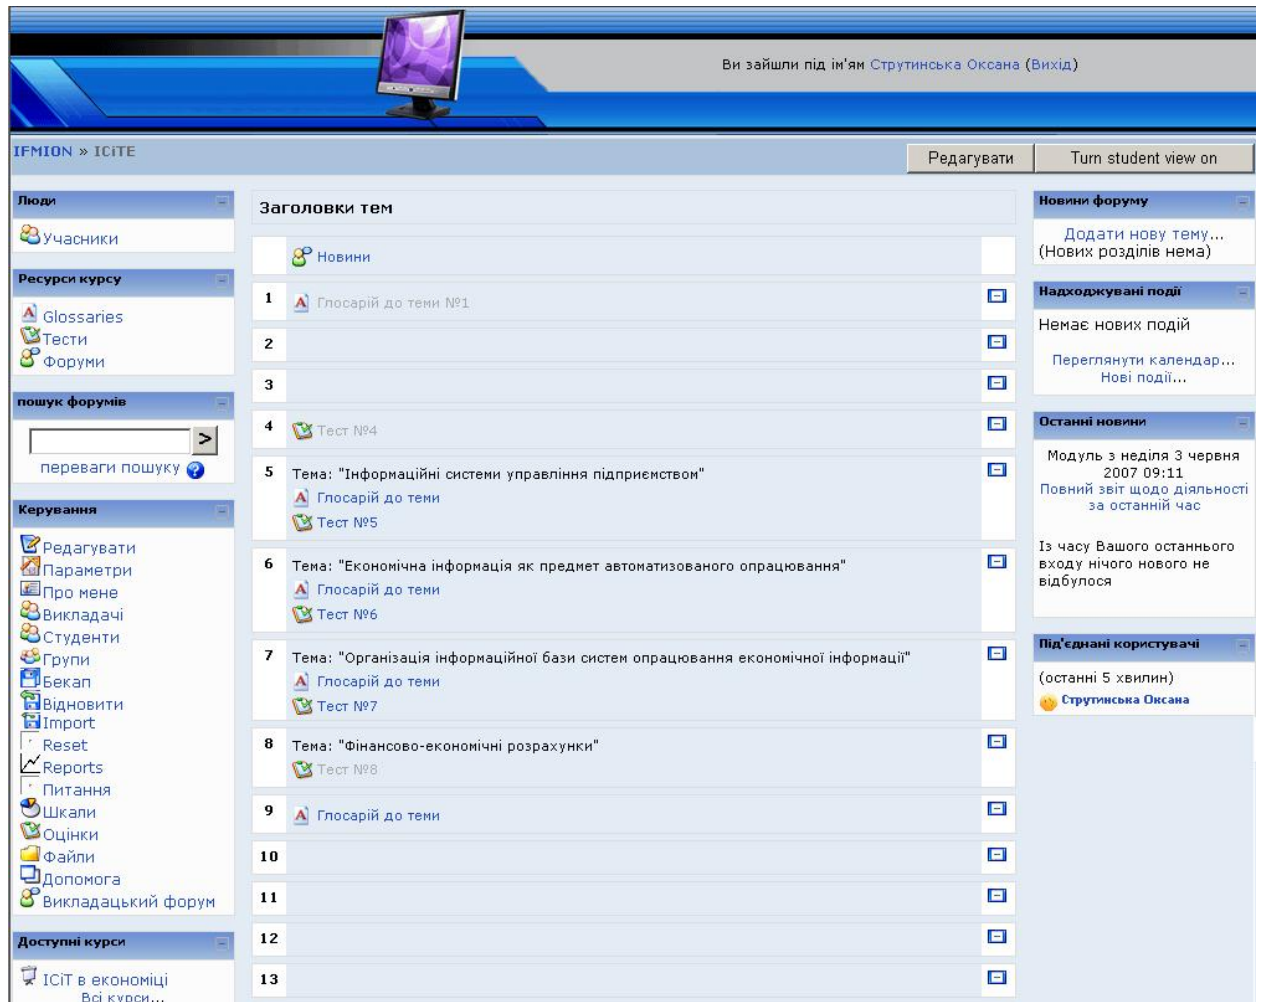 Ви зайшли під ім'ям Струтинська Оксана (Вихід)
IFMION » ІСіТЕ
Редагувати
Turn student view on
Люди
Учасники
Ресурси курсу
Glossaries
Тести
Форуми
пошук форумів
>
переваги пошуку
Керування
Редагувати
Параметри
Про мене
Викладачі
Студенти
Групи
Бекап
Відновити
Import
Reset
Reports
Питання
Шкали
Оцінки
Файли
Допомога
Викладацький форум
Доступні курси
ІСіТ в економіці
Всі курси...
Заголовки тем
Новини
1 Глосарій до теми №1
2
3
4 Тест №4
5 Тема: "Інформаційні системи управління підприємством"
Глосарій до теми
Тест №5
6 Тема: "Економічна інформація як предмет автоматизованого опрацювання"
Глосарій до теми
Тест №6
7 Тема: "Організація інформаційної бази систем опрацювання економічної інформації"
Глосарій до теми
Тест №7
8 Тема: "Фінансово-економічні розрахунки"
Тест №8
9 Глосарій до теми
10
11
12
13
Новини форуму
Додати нову тему...
(Нових розділів нема)
Надходжувані події
Немає нових подій
Переглянути календар...
Нові події...
Останні новини
Модуль з неділя 3 червня
2007 09:11
Повний звіт щодо діяльності
за останній час
Із часу Вашого останнього
входу нічого нового не
відбулося
Під'єднані користувачі
(останні 5 хвилин)
Струтинська Оксана